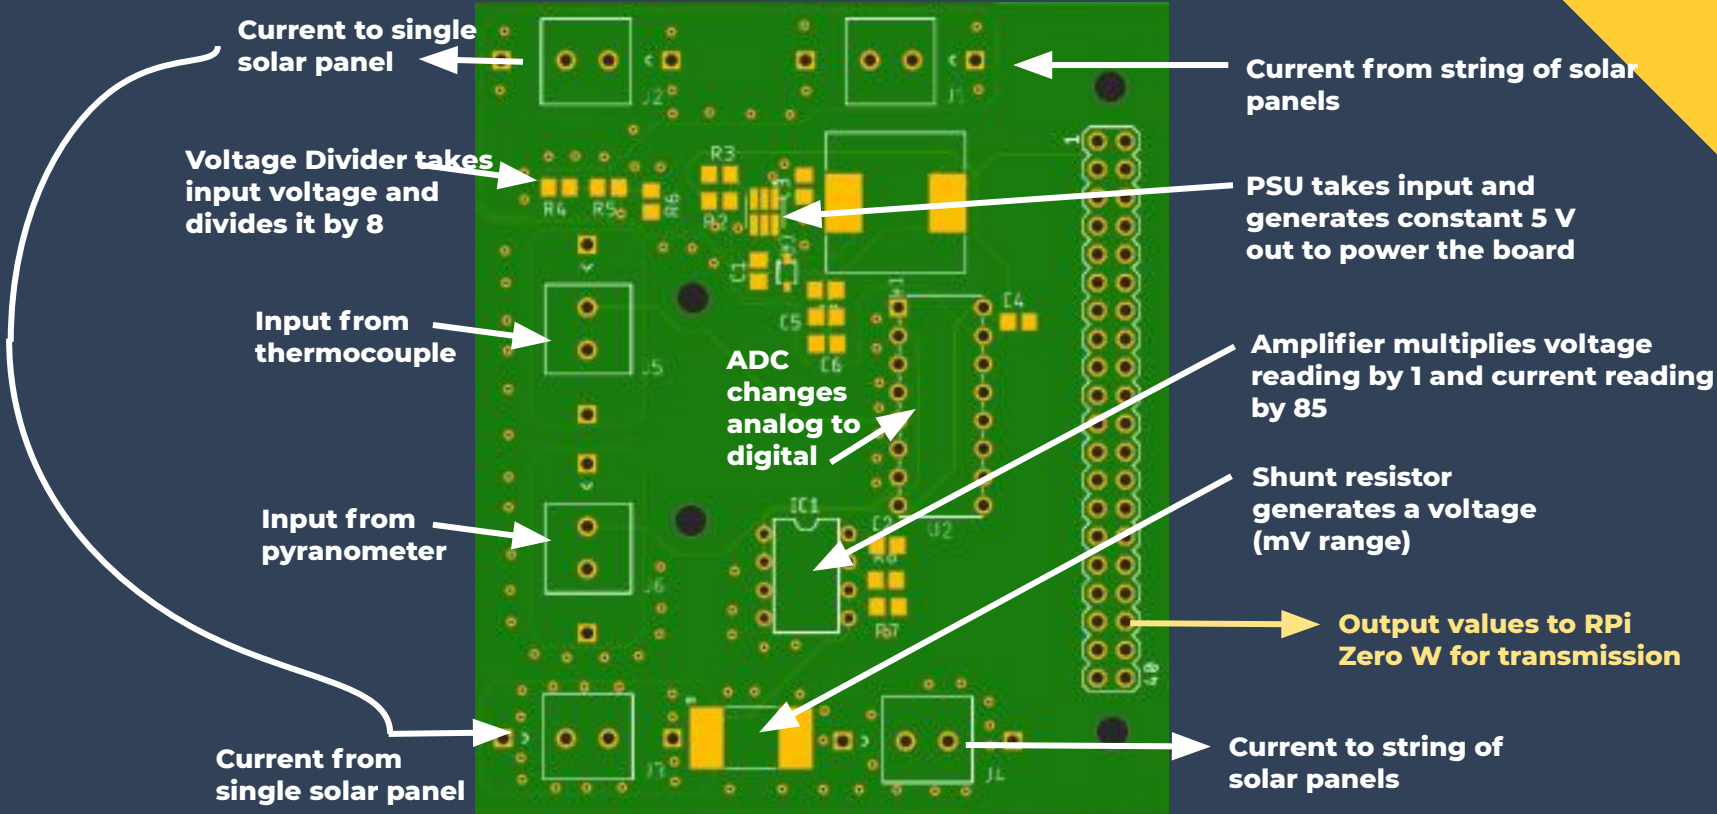 Current to single
solar panel
Current from string of solar
panels
J2
J1
1
Voltage Divider takes
input voltage and
divides it by 8
R3
R4
R5
R6
R2
C3
PSU takes input and
generates constant 5 V
out to power the board
C1
C5
C6
C4
Input from
thermocouple
J5
ADC
changes
analog to
digital
Amplifier multiplies voltage
reading by 1 and current reading
by 85
Input from
pyranometer
J6
IC1
C2
U2
Shunt resistor
generates a voltage
(mV range)
Output values to RPi
Zero W for transmission
40
Current from
single solar panel
J3
Current to string of
solar panels